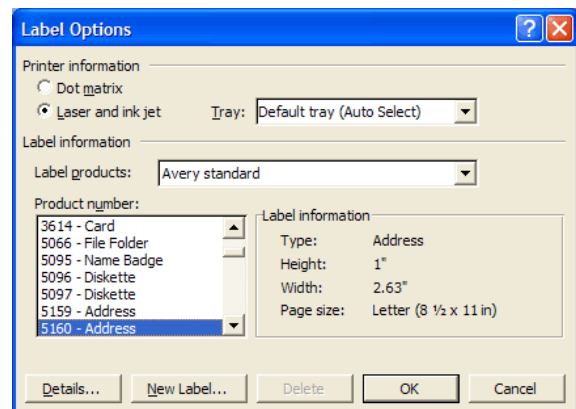 Label Options
Printer information
Dot matrix
Laser and ink jet Tray: Default tray (Auto Select)
Label information
Label products: Avery standard
Product number:
3614 - Card
5066 - File Folder
5095 - Name Badge
5096 - Diskette
5097 - Diskette
5159 - Address
5160 - Address
Label information
Type: Address
Height: 1"
Width: 2.63"
Page size: Letter (8 ½ x 11 in)
Details... New Label... Delete OK Cancel